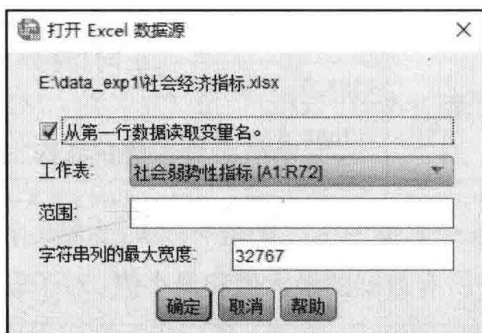 打开 Excel 数据源
E:\data_exp1\社会经济指标.xlsx
从第一行数据读取变量名。
工作表: 社会弱势性指标 [A1:R72]
范围:
字符串列的最大宽度: 32767
确定 取消 帮助